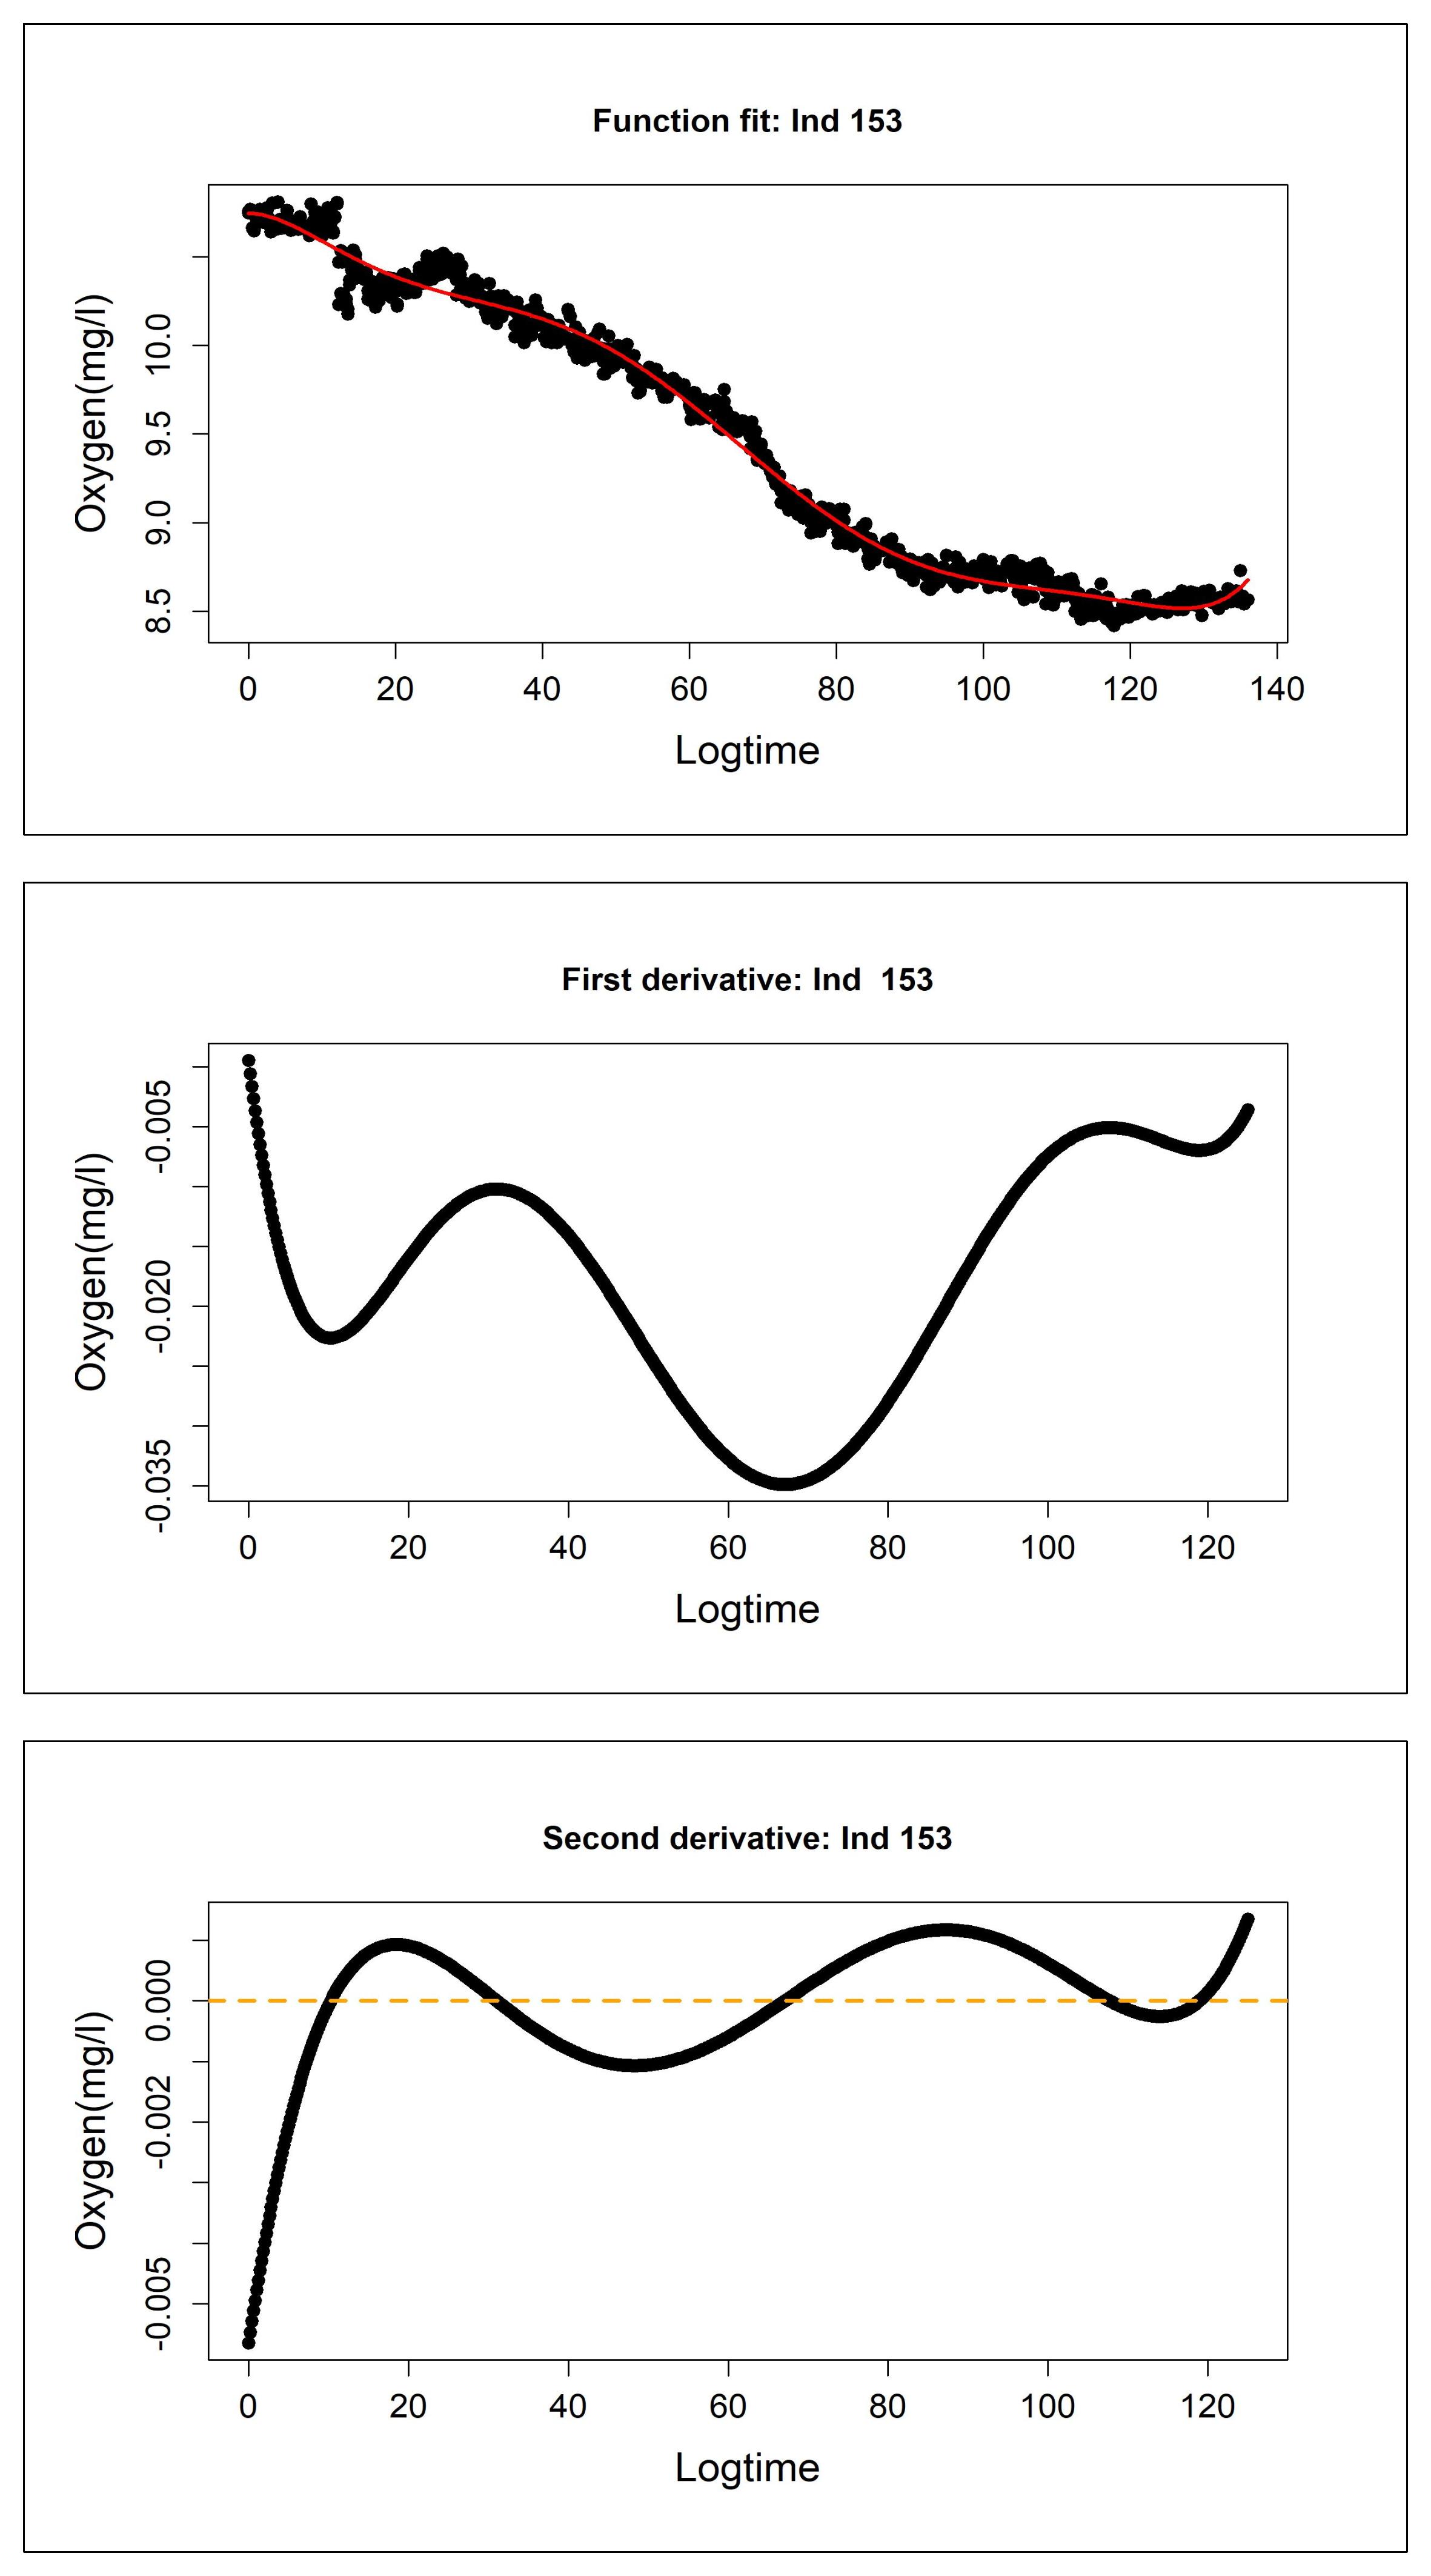 Function fit: Ind 153
Oxygen(mg/l)
10.0
9.5
9.0
8.5
0 20 40 60 80 100 120 140
Logtime
First derivative: Ind  153
Oxygen(mg/l)
-0.005
-0.020
-0.035
0 20 40 60 80 100 120
Logtime
Second derivative: Ind 153
Oxygen(mg/l)
0.000
-0.002
-0.005
0 20 40 60 80 100 120
Logtime